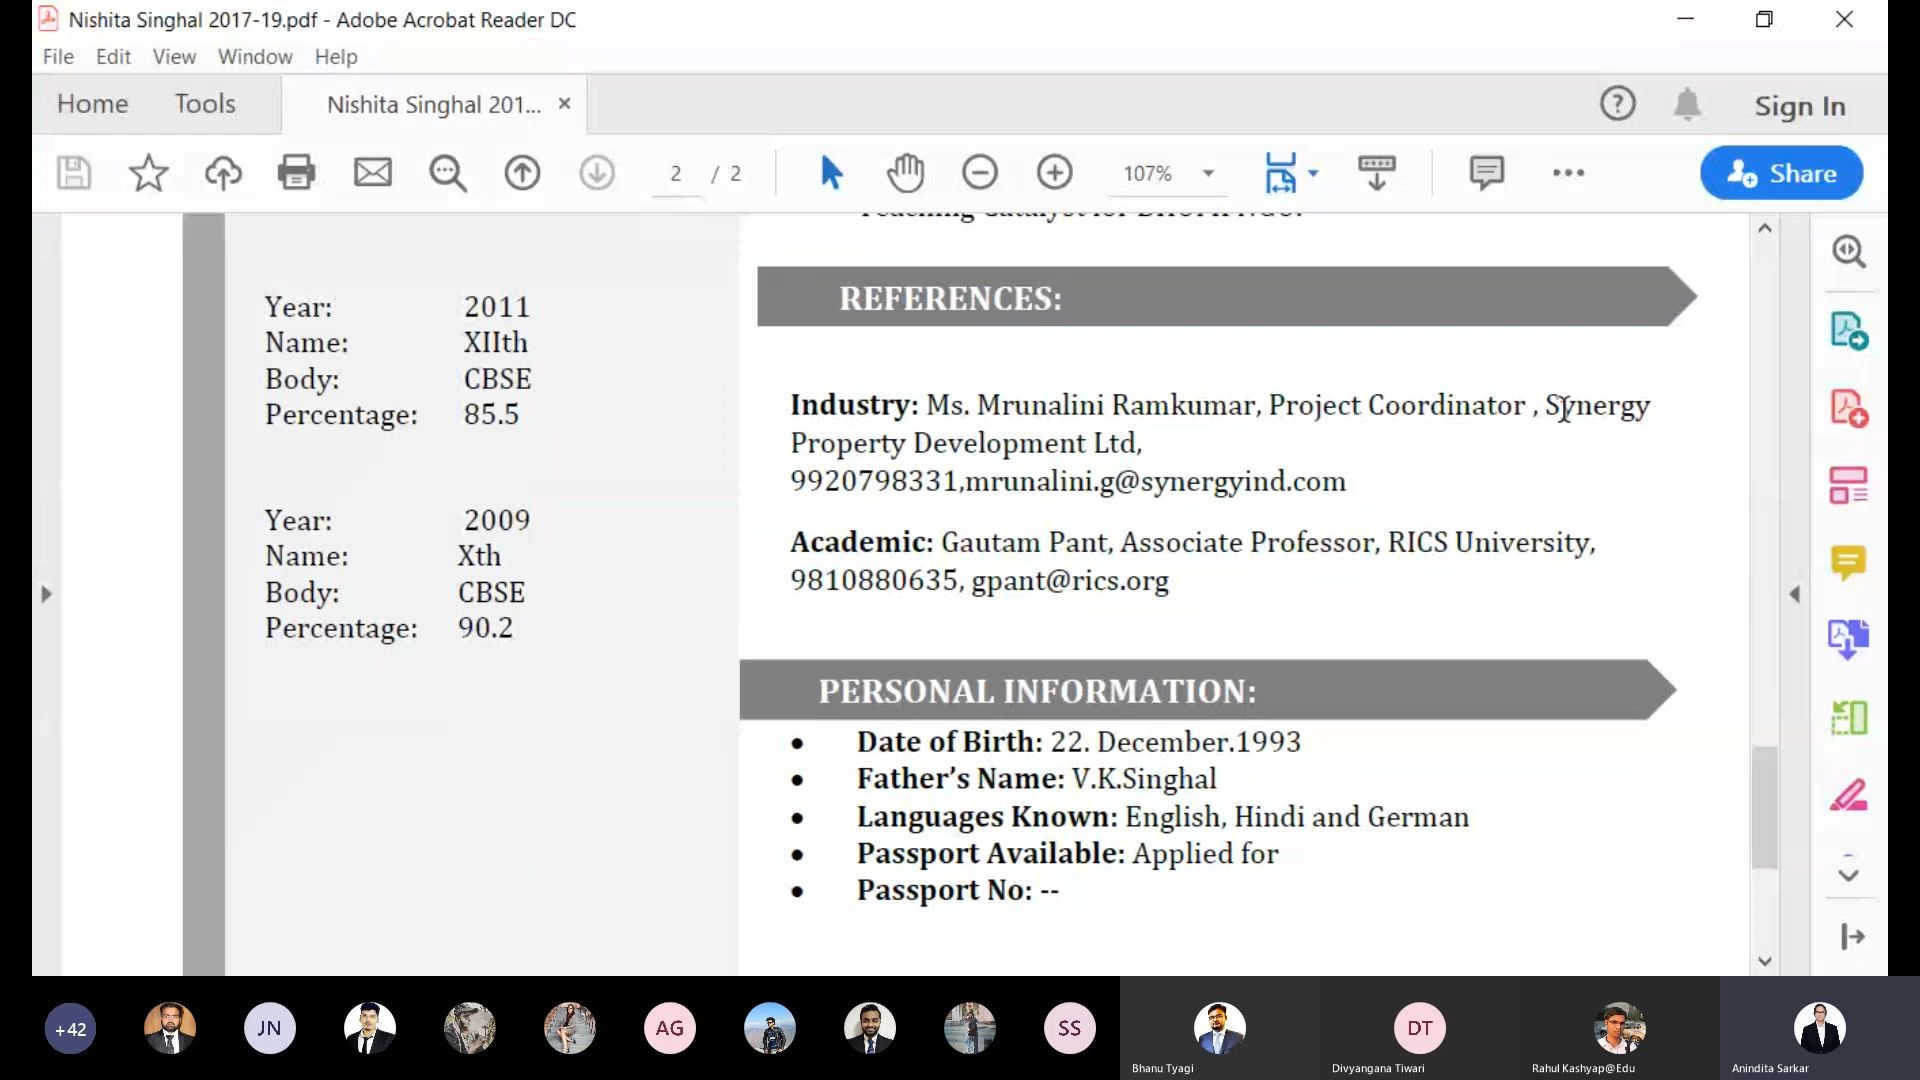 Nishita Singhal 2017-19.pdf - Adobe Acrobat Reader DC
File Edit View Window Help
Home Tools Nishita Singhal 201... × Sign In
2 / 2 107% Share
Teaching Catalyst for
REFERENCES:
Year: 2011
Name: XIIth
Body: CBSE
Percentage: 85.5
Year: 2009
Name: Xth
Body: CBSE
Percentage: 90.2
Industry: Ms. Mrunalini Ramkumar, Project Coordinator , Synergy
Property Development Ltd,
9920798331,mrunalini.g@synergyind.com
Academic: Gautam Pant, Associate Professor, RICS University,
9810880635, gpant@rics.org
PERSONAL INFORMATION:
• Date of Birth: 22. December.1993
• Father’s Name: V.K.Singhal
• Languages Known: English, Hindi and German
• Passport Available: Applied for
• Passport No: --
+42 JN AG SS DT
Bhanu Tyagi Divyangana Tiwari Rahul Kashyap@Edu Anindita Sarkar